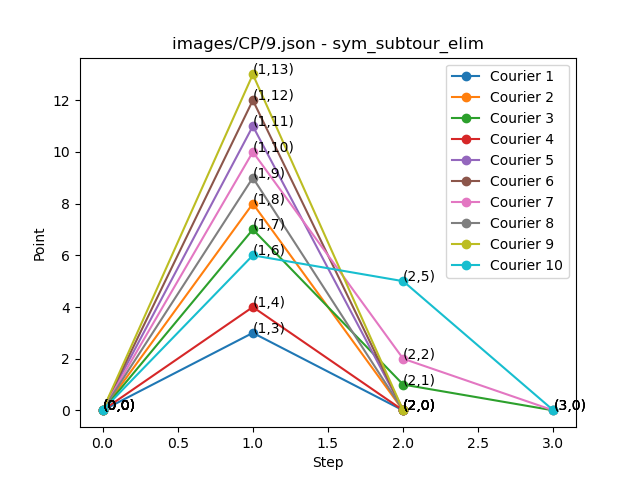 images/CP/9.json - sym_subtour_elim
Point
12
10
8
6
4
2
0
(1,13)
(1,12)
(1,11)
(1,10)
(1,9)
(1,8)
(1,7)
(1,6)
(1,4)
(1,3)
(2,5)
(2,2)
(2,1)
(0,0)
(2,0)
(3,0)
Courier 1
Courier 2
Courier 3
Courier 4
Courier 5
Courier 6
Courier 7
Courier 8
Courier 9
Courier 10
0.0 0.5 1.0 1.5 2.0 2.5 3.0
Step